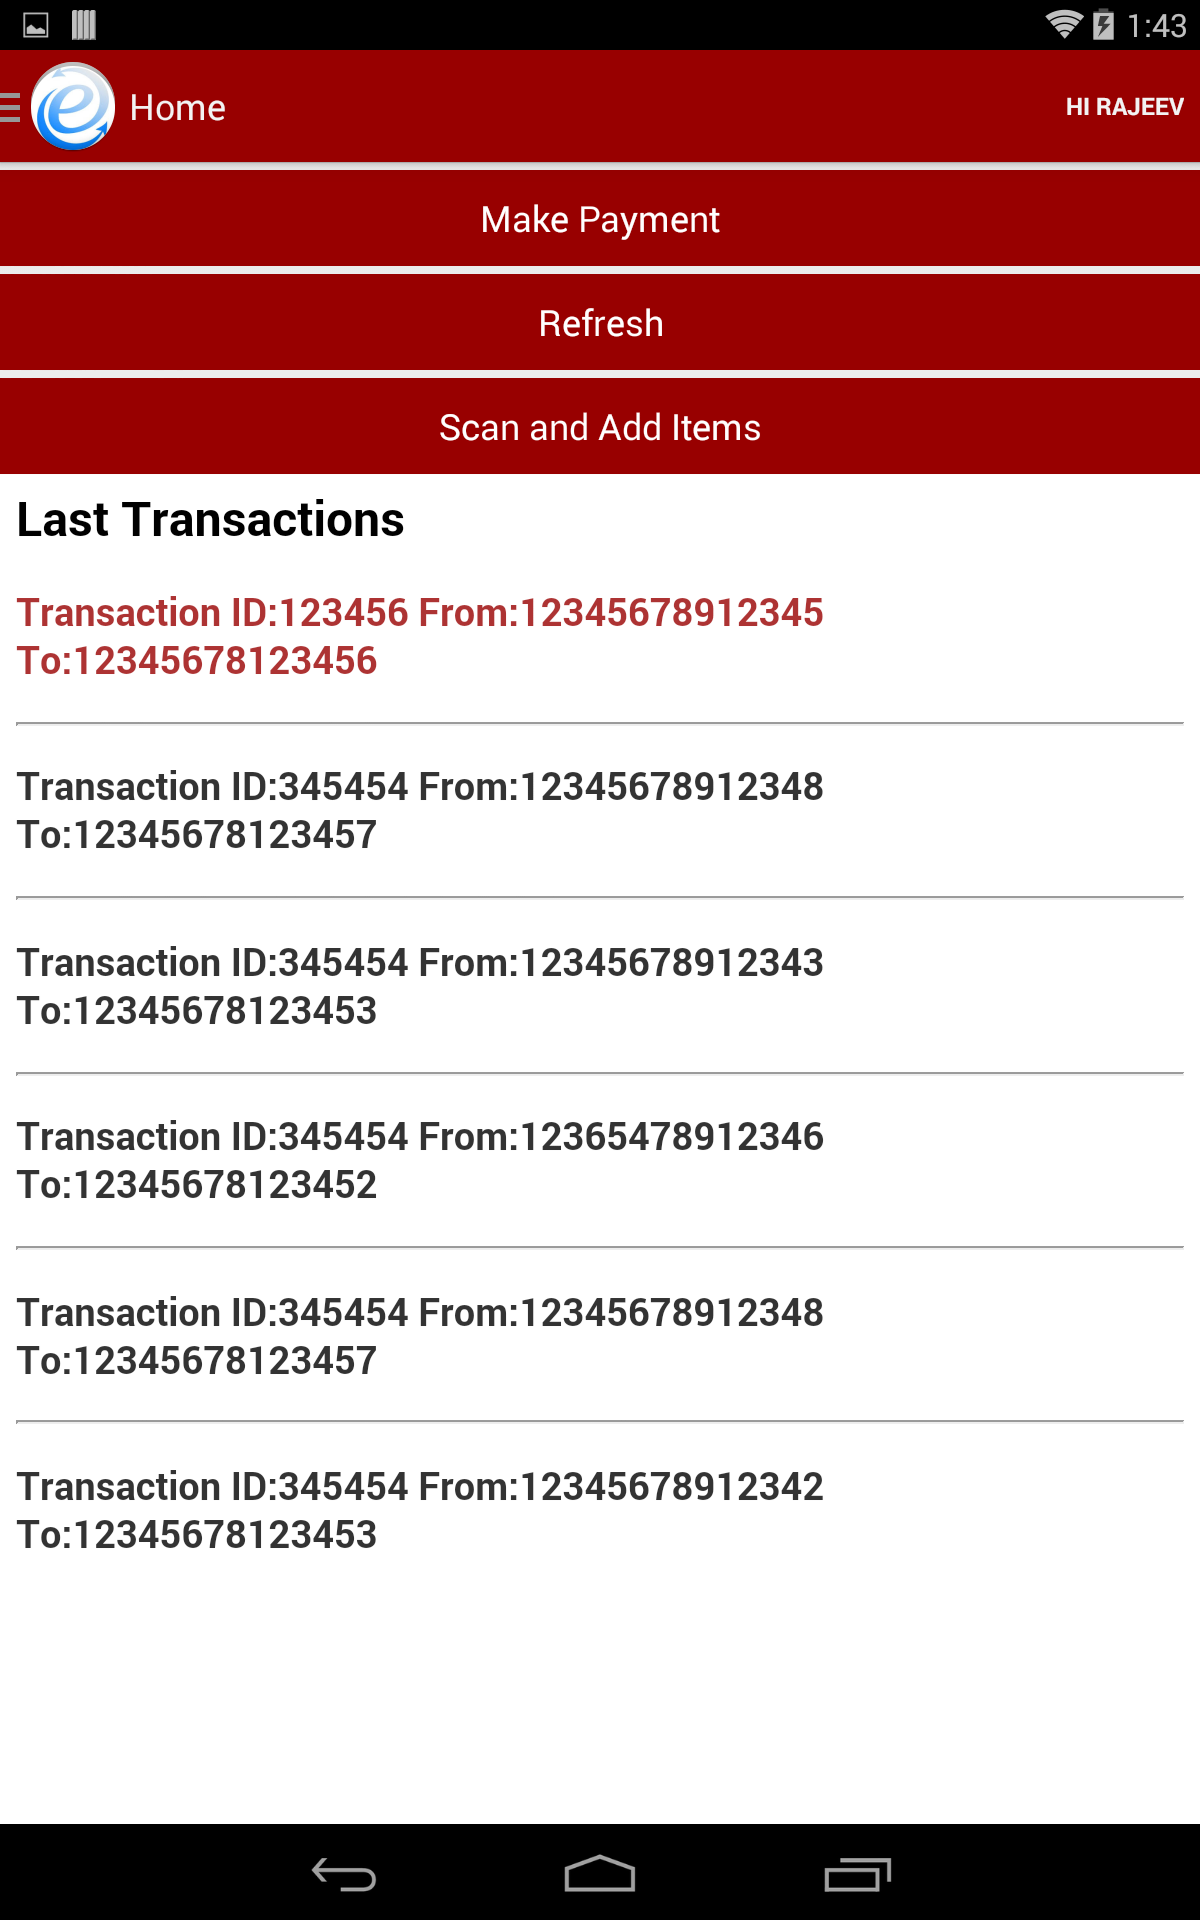 1:43
Home
HI RAJEEV
Make Payment
Refresh
Scan and Add Items
Last Transactions
Transaction ID:123456 From:12345678912345
To:12345678123456
Transaction ID:345454 From:12345678912348
To:12345678123457
Transaction ID:345454 From:12345678912343
To:12345678123453
Transaction ID:345454 From:12365478912346
To:12345678123452
Transaction ID:345454 From:12345678912348
To:12345678123457
Transaction ID:345454 From:12345678912342
To:12345678123453